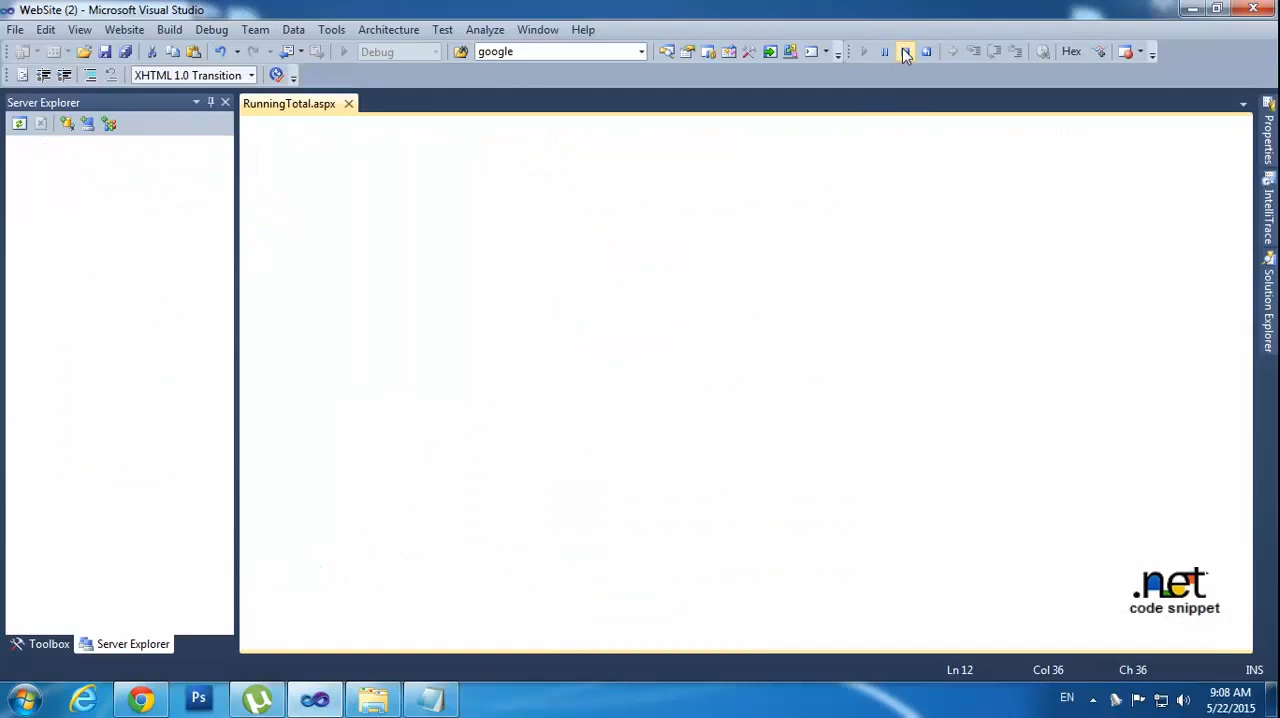 WebSite (2) - Microsoft Visual Studio
File Edit View Website Build Debug Team Data Tools Architecture Test Analyze Window Help
Debug google Hex
XHTML 1.0 Transition
Server Explorer
RunningTotal.aspx
Properties
IntelliTrace
Solution Explorer
.net
code snippet
Toolbox Server Explorer
Ln 12 Col 36 Ch 36 INS
Ps EN 9:08 AM
5/22/2015